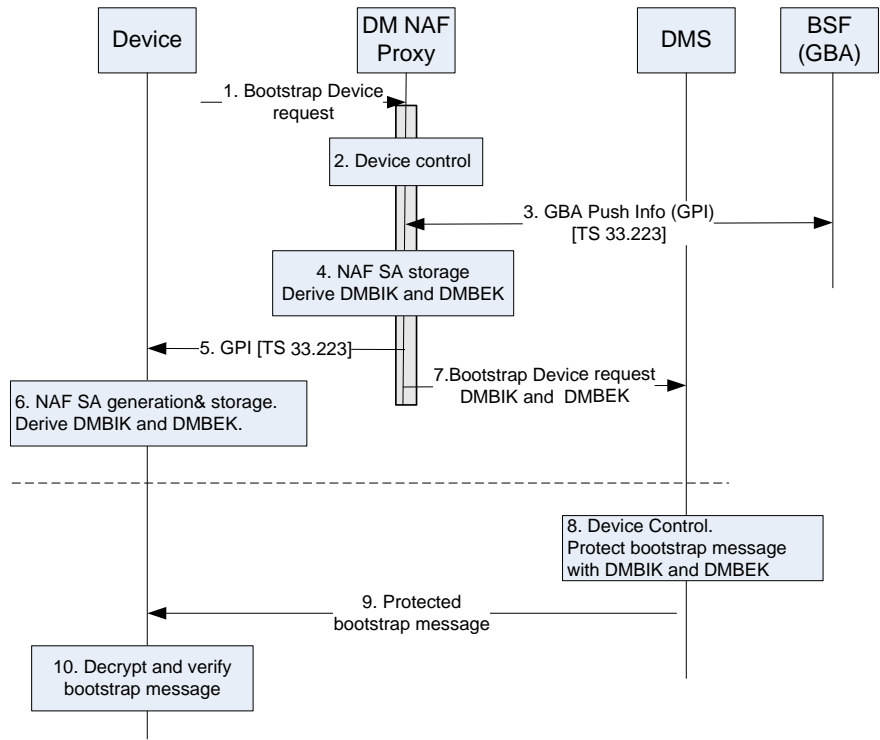 Device
DM NAF
Proxy
DMS
BSF
(GBA)
1. Bootstrap Device
request
2. Device control
3. GBA Push Info (GPI)
[TS 33.223]
4. NAF SA storage
Derive DMBIK and DMBEK
5. GPI [TS 33.223]
7.Bootstrap Device request
DMBIK and DMBEK
6. NAF SA generation& storage.
Derive DMBIK and DMBEK.
8. Device Control.
Protect bootstrap message
with DMBIK and DMBEK
9. Protected
bootstrap message
10. Decrypt and verify
bootstrap message